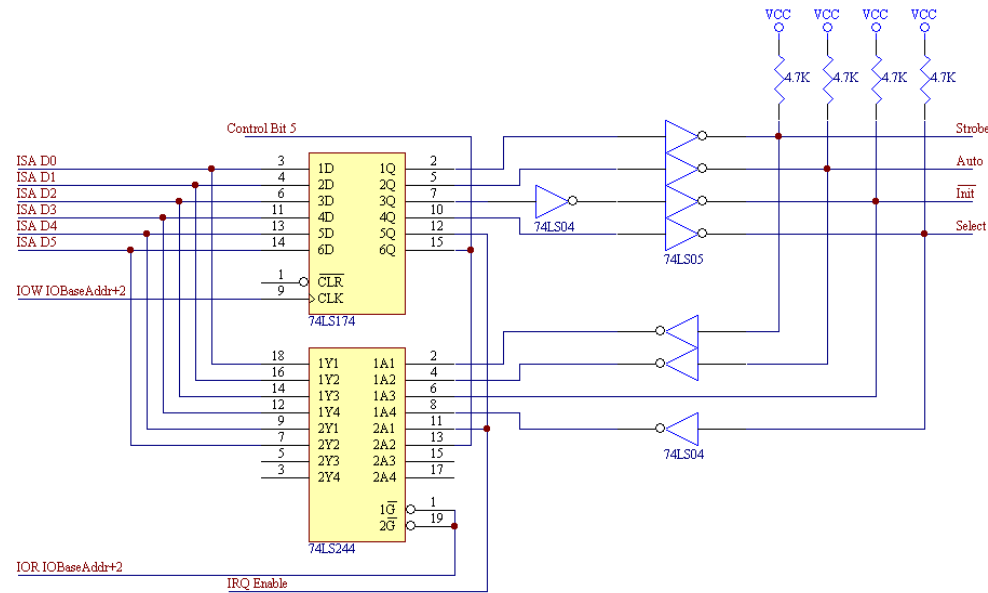 VCC VCC VCC VCC
4.7K 4.7K 4.7K 4.7K
Control Bit 5
Strobe
ISA D0 3 1D 1Q 2
Auto
ISA D1 4 2D 2Q 5
ISA D2 6 3D 3Q 7
Init
ISA D3 11 4D 4Q 10
74LS04
ISA D4 13 5D 5Q 12
Select
ISA D5 14 6D 6Q 15
74LS05
1 CLR
IOW IOBaseAddr+2 9 CLK
74LS174
18 1Y1 1A1 2
16 1Y2 1A2 4
14 1Y3 1A3 6
12 1Y4 1A4 8
9 2Y1 2A1 11
7 2Y2 2A2 13
5 2Y3 2A3 15
74LS04
3 2Y4 2A4 17
1G 1
2G 19
74LS244
IOR IOBaseAddr+2
IRQ Enable